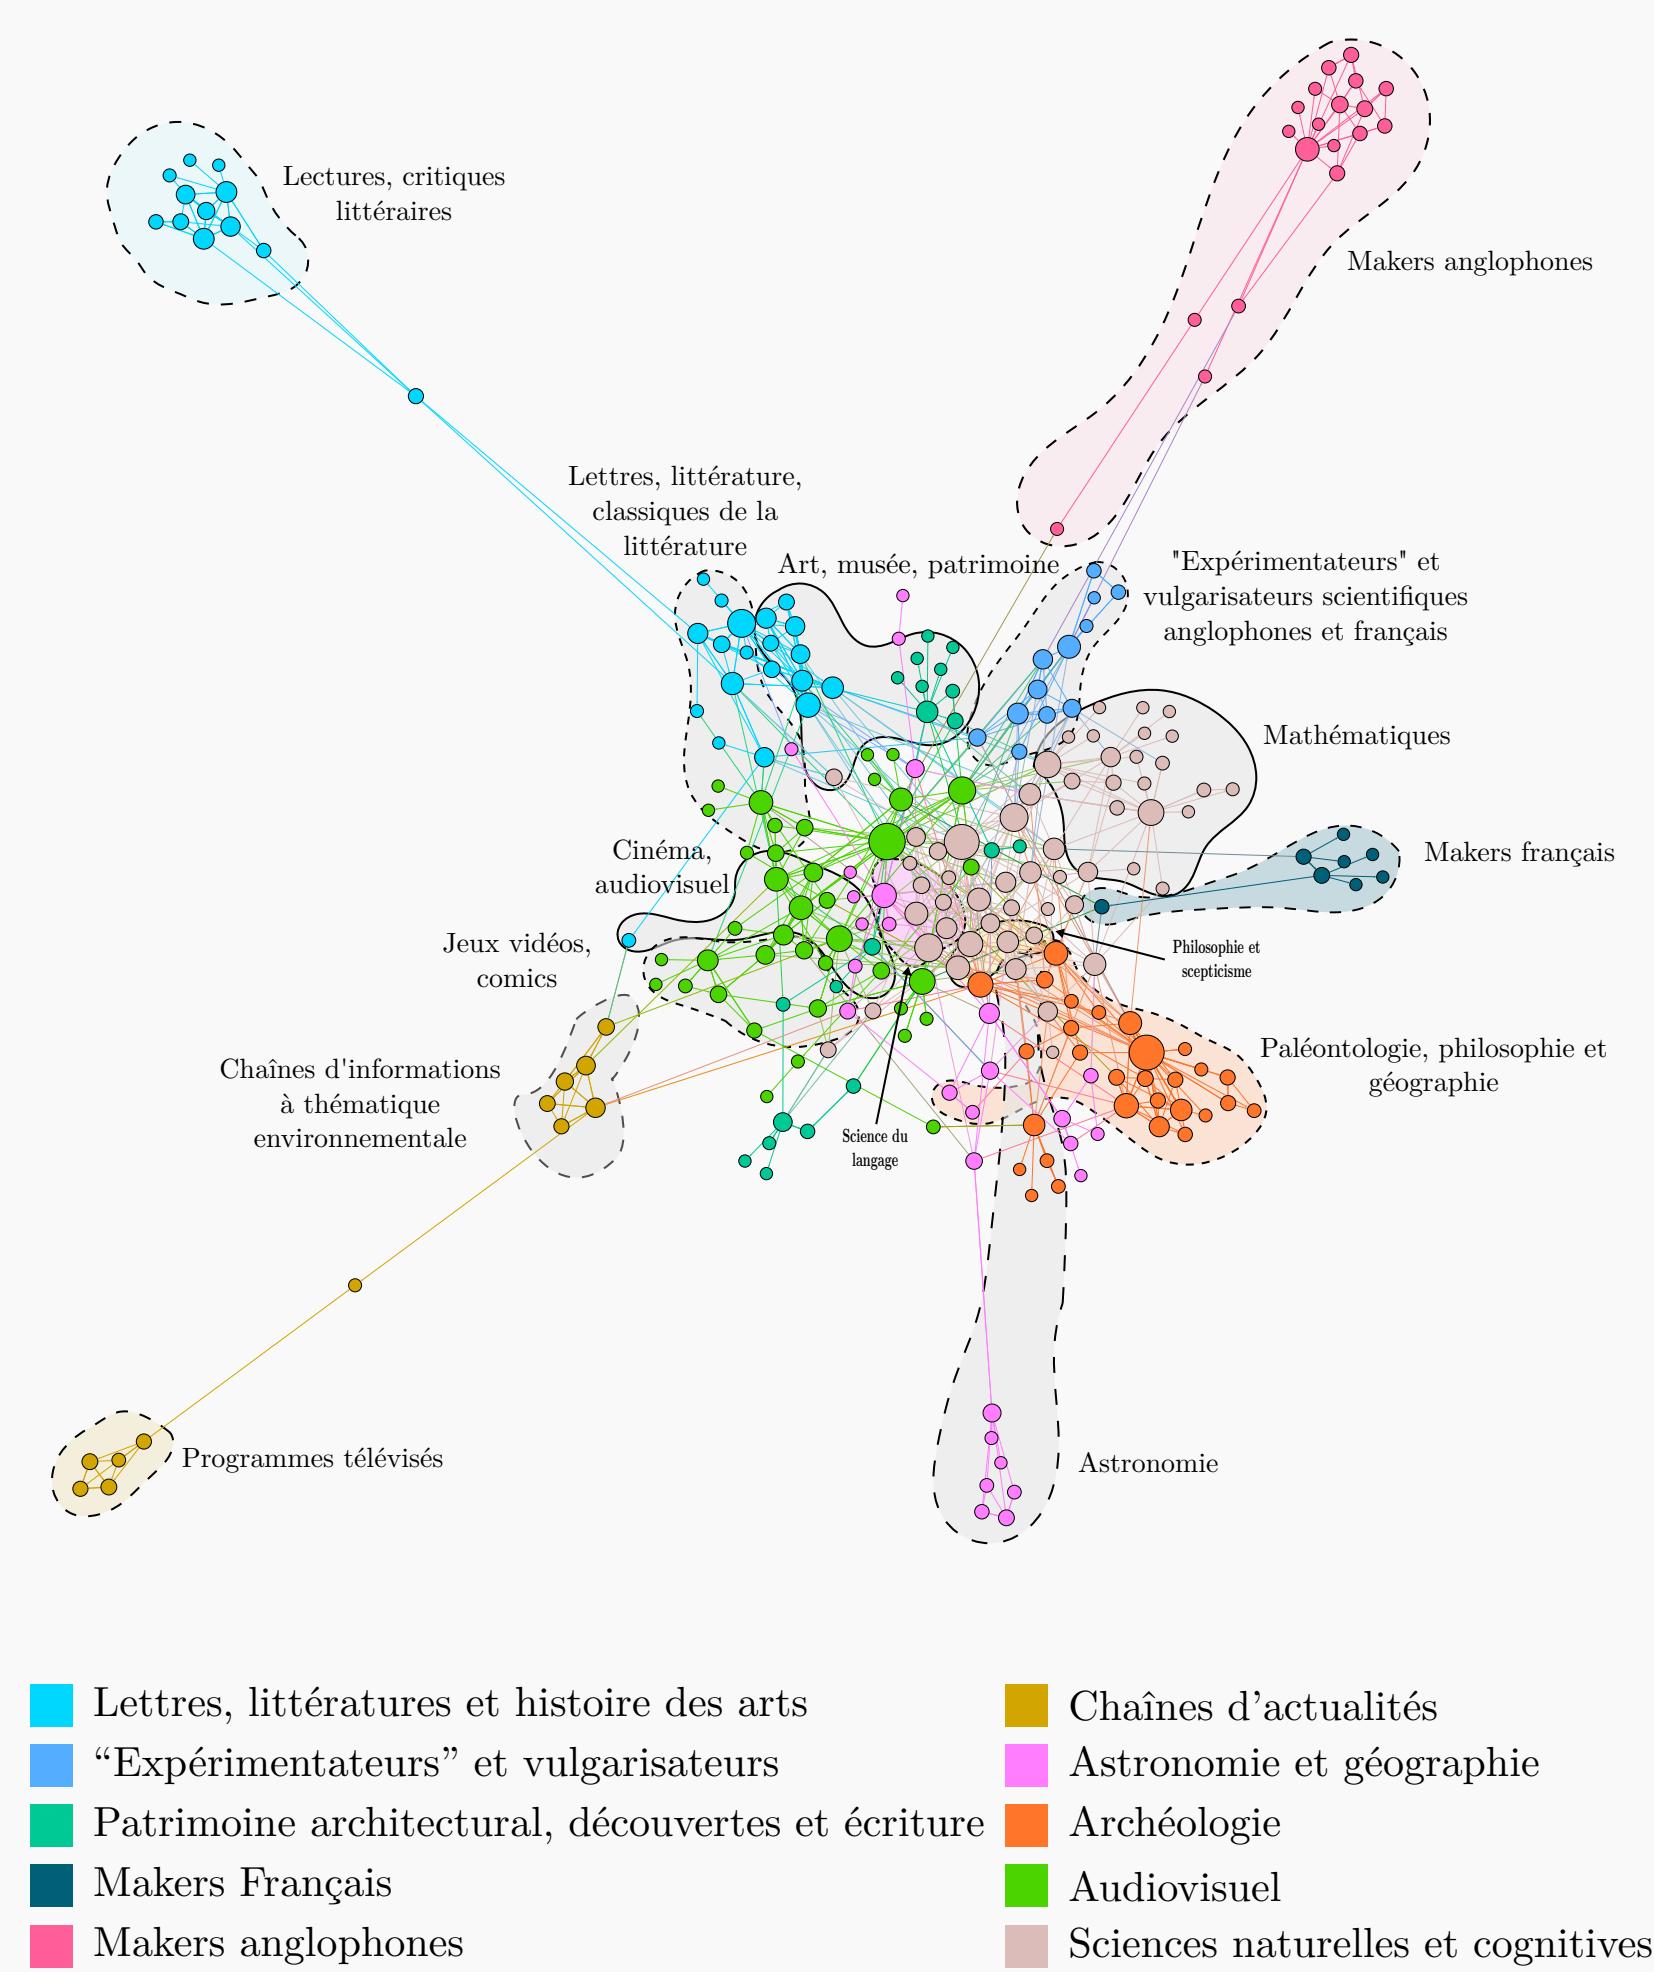 Lectures, critiques
littéraires
Makers anglophones
Lettres, littérature,
classiques de la
littérature
Art, musée, patrimoine
"Expérimentateurs" et
vulgarisateurs scientifiques
anglophones et français
Mathématiques
Cinéma,
audiovisuel
Makers français
Jeux vidéos,
comics
Philosophie et
scepticisme
Chaînes d'informations
à thématique
environnementale
Paléontologie, philosophie et
géographie
Science du
langage
Programmes télévisés
Astronomie
Lettres, littératures et histoire des arts
“Expérimentateurs” et vulgarisateurs
Patrimoine architectural, découvertes et écriture
Makers Français
Makers anglophones
Chaînes d’actualités
Astronomie et géographie
Archéologie
Audiovisuel
Sciences naturelles et cognitives